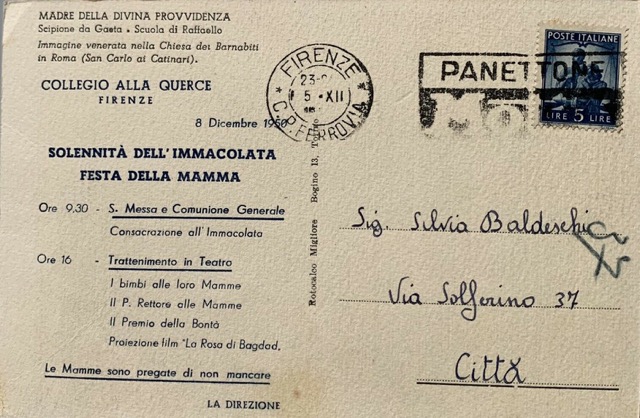 MADRE DELLA DIVINA PROVVIDENZA
Scipione da Gaeta • Scuola di Raffaello
Immagine venerata nella Chiesa dei Barnabiti
in Roma (San Carlo ai Catinari).
COLLEGIO ALLA QUERCE
FIRENZE
8 Dicembre 1950
SOLENNITÀ DELL'IMMACOLATA
FESTA DELLA MAMMA
Ore 9,30 - S. Messa e Comunione Generale
Consacrazione all'Immacolata
Ore 16 - Trattenimento in Teatro
I bimbi alle loro Mamme
Il P. Rettore alle Mamme
Il Premio della Bontà
Proiezione film "La Rosa di Bagdad.
Le Mamme sono pregate di non mancare
LA DIREZIONE
Rotocalco Migliore Bogino 13,
FIRENZE
5 • XII
FERROVIA
PANETTONE
POSTE ITALIANE
LIRE 5 LIRE
Sig. Silvia Baldeschi
Via Solferino 37
Città